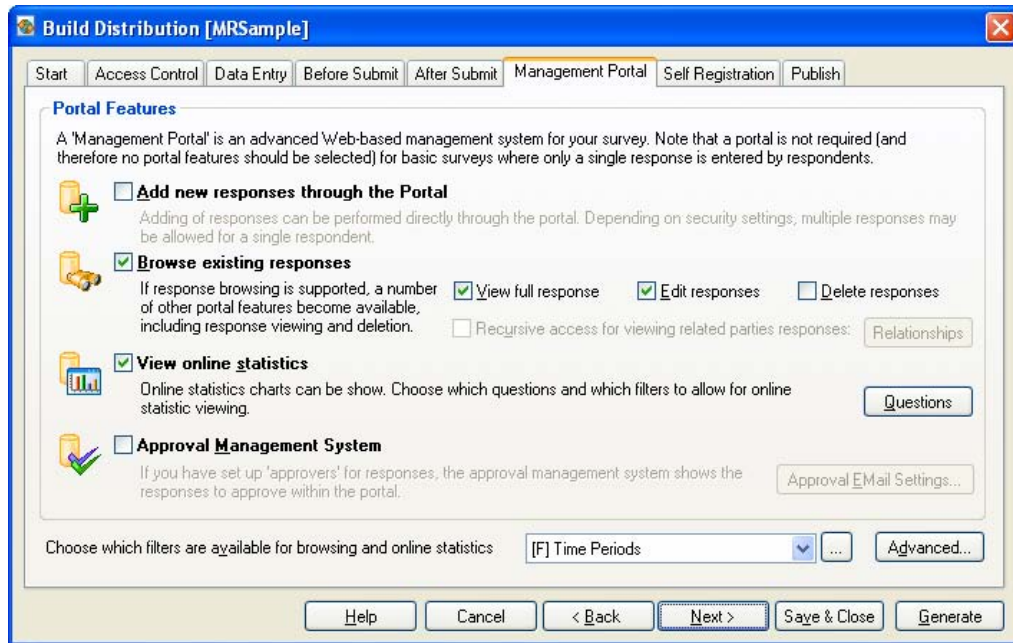 Build Distribution [MRSample]
Start Access Control Data Entry Before Submit After Submit Management Portal Self Registration Publish
Portal Features
A 'Management Portal' is an advanced Web-based management system for your survey. Note that a portal is not required (and
therefore no portal features should be selected) for basic surveys where only a single response is entered by respondents.
Add new responses through the Portal
Adding of responses can be performed directly through the portal. Depending on security settings, multiple responses may
be allowed for a single respondent.
Browse existing responses
If response browsing is supported, a number
of other portal features become available,
including response viewing and deletion.
View full response Edit responses Delete responses
Recursive access for viewing related parties responses: Relationships
View online statistics
Online statistics charts can be show. Choose which questions and which filters to allow for online
statistic viewing.
Questions
Approval Management System
If you have set up 'approvers' for responses, the approval management system shows the
responses to approve within the portal.
Approval EMail Settings...
Choose which filters are available for browsing and online statistics [F] Time Periods ... Advanced...
Help Cancel < Back Next > Save & Close Generate